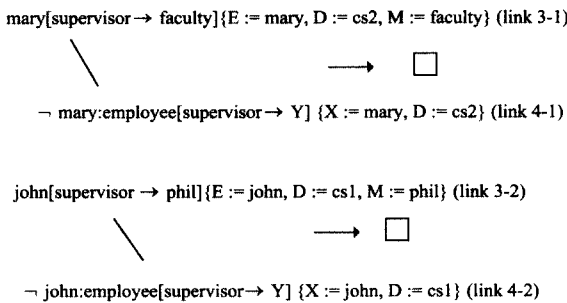 mary[supervisor → faculty]{E := mary, D := cs2, M := faculty} (link 3-1)
¬ mary:employee[supervisor→ Y] {X := mary, D := cs2} (link 4-1)
john[supervisor → phil]{E := john, D := cs1, M := phil} (link 3-2)
¬ john:employee[supervisor→ Y] {X := john, D := cs1} (link 4-2)